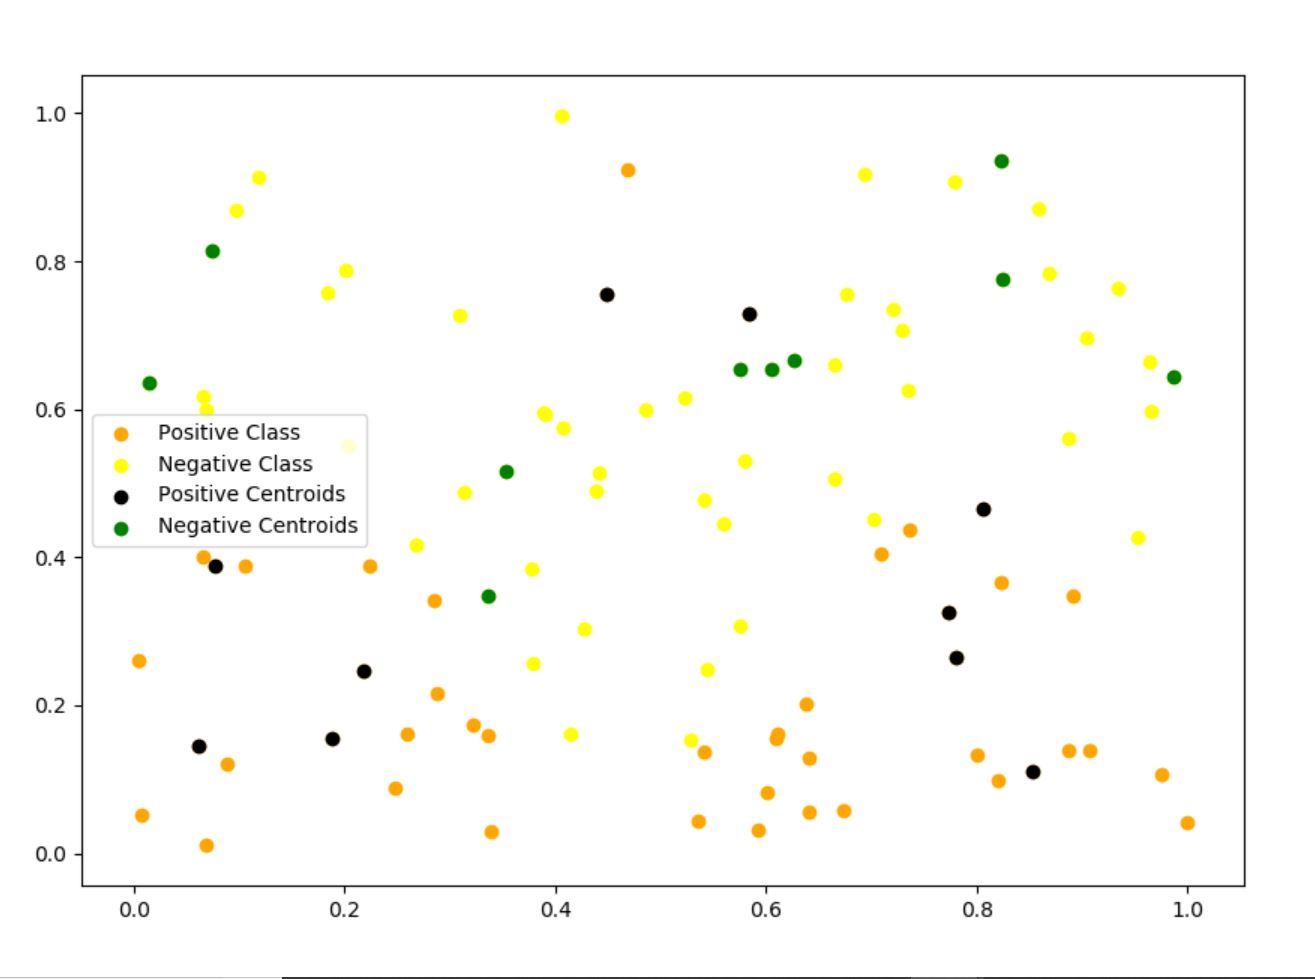 1.0
0.8
0.6
0.4
0.2
0.0
Positive Class
Negative Class
Positive Centroids
Negative Centroids
0.0 0.2 0.4 0.6 0.8 1.0